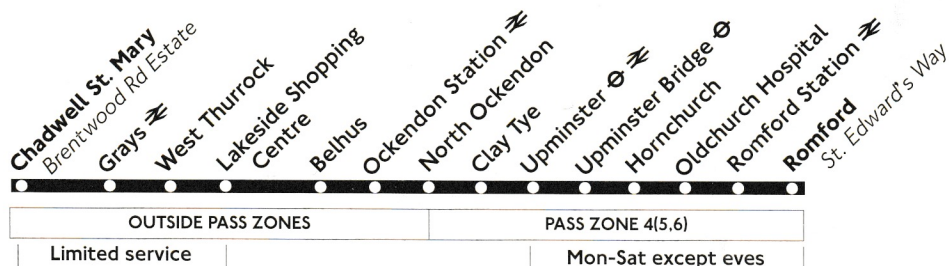 Chadwell St. Mary
Brentwood Rd Estate
Grays
West Thurrock
Lakeside Shopping
Centre
Belhus
Ockendon Station
North Ockendon
Clay Tye
Upminster
Upminster Bridge
Hornchurch
Oldchurch Hospital
Romford Station
Romford
St. Edward's Way
OUTSIDE PASS ZONES
PASS ZONE 4(5,6)
Limited service
Mon-Sat except eves